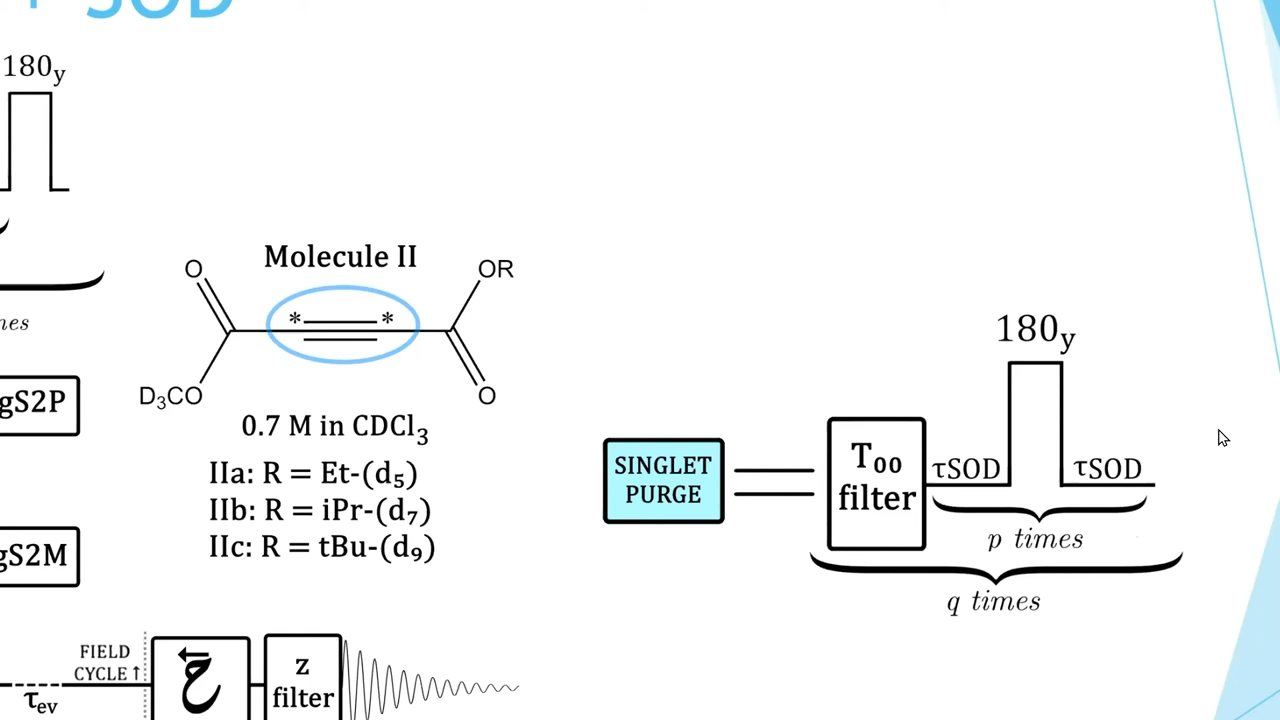 + SOD
180y
Molecule II
O
OR
*
*
D₃CO
O
0.7 M in CDCl₃
IIa: R = Et-(d₅)
IIb: R = iPr-(d₇)
IIc: R = tBu-(d₉)
gS2P
gS2M
180y
SINGLET
PURGE
T₀₀
filter
τSOD
τSOD
p times
q times
FIELD
CYCLE↑
τev
z
filter